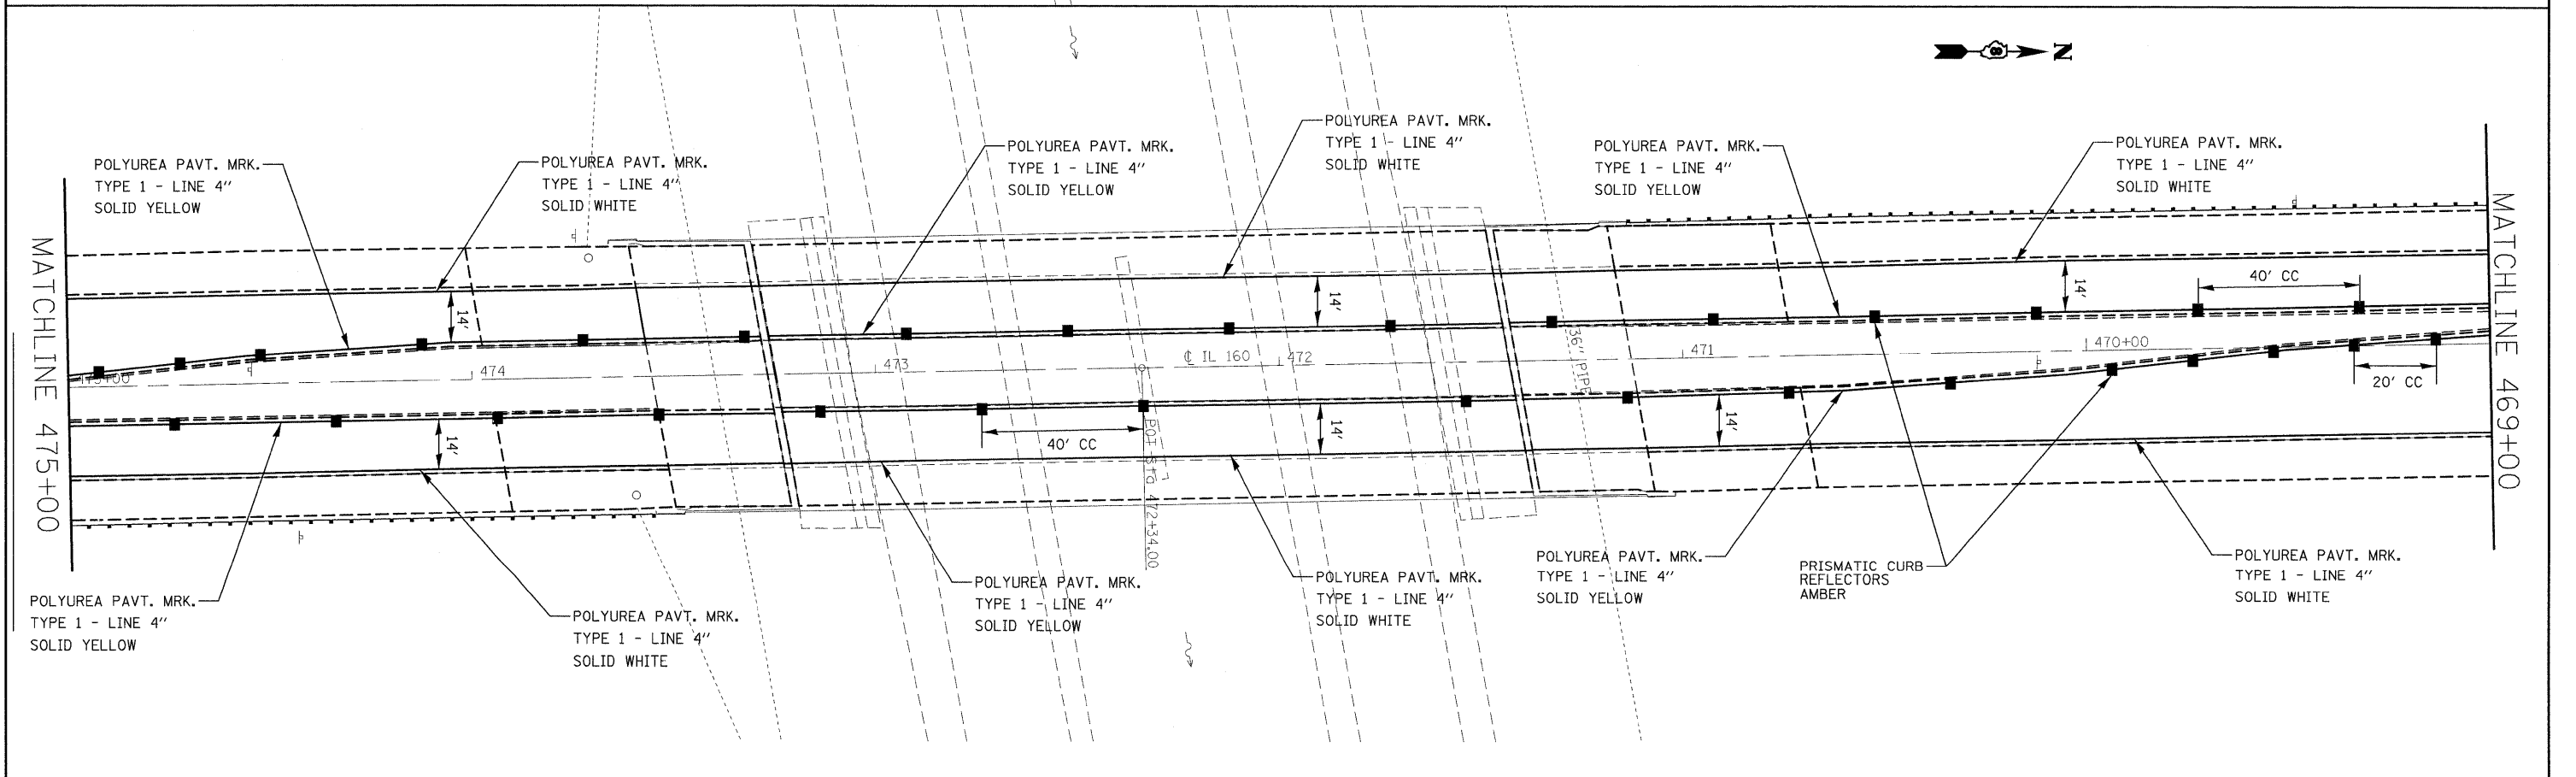 N
POLYUREA PAVT. MRK.
TYPE 1 - LINE 4"
SOLID YELLOW
POLYUREA PAVT. MRK.
TYPE 1 - LINE 4"
SOLID WHITE
POLYUREA PAVT. MRK.
TYPE 1 - LINE 4"
SOLID YELLOW
POLYUREA PAVT. MRK.
TYPE 1 - LINE 4"
SOLID WHITE
POLYUREA PAVT. MRK.
TYPE 1 - LINE 4"
SOLID YELLOW
POLYUREA PAVT. MRK.
TYPE 1 - LINE 4"
SOLID WHITE
MATCHLINE 475+00
MATCHLINE 469+00
14'
14'
14'
40' CC
475+00
474
473
℄ IL 160
472
36" PIPE
471
470+00
20' CC
14'
40' CC
14'
14'
POT Sta 472+34.00
POLYUREA PAVT. MRK.
TYPE 1 - LINE 4"
SOLID YELLOW
POLYUREA PAVT. MRK.
TYPE 1 - LINE 4"
SOLID WHITE
POLYUREA PAVT. MRK.
TYPE 1 - LINE 4"
SOLID YELLOW
POLYUREA PAVT. MRK.
TYPE 1 - LINE 4"
SOLID WHITE
POLYUREA PAVT. MRK.
TYPE 1 - LINE 4"
SOLID YELLOW
PRISMATIC CURB
REFLECTORS
AMBER
POLYUREA PAVT. MRK.
TYPE 1 - LINE 4"
SOLID WHITE